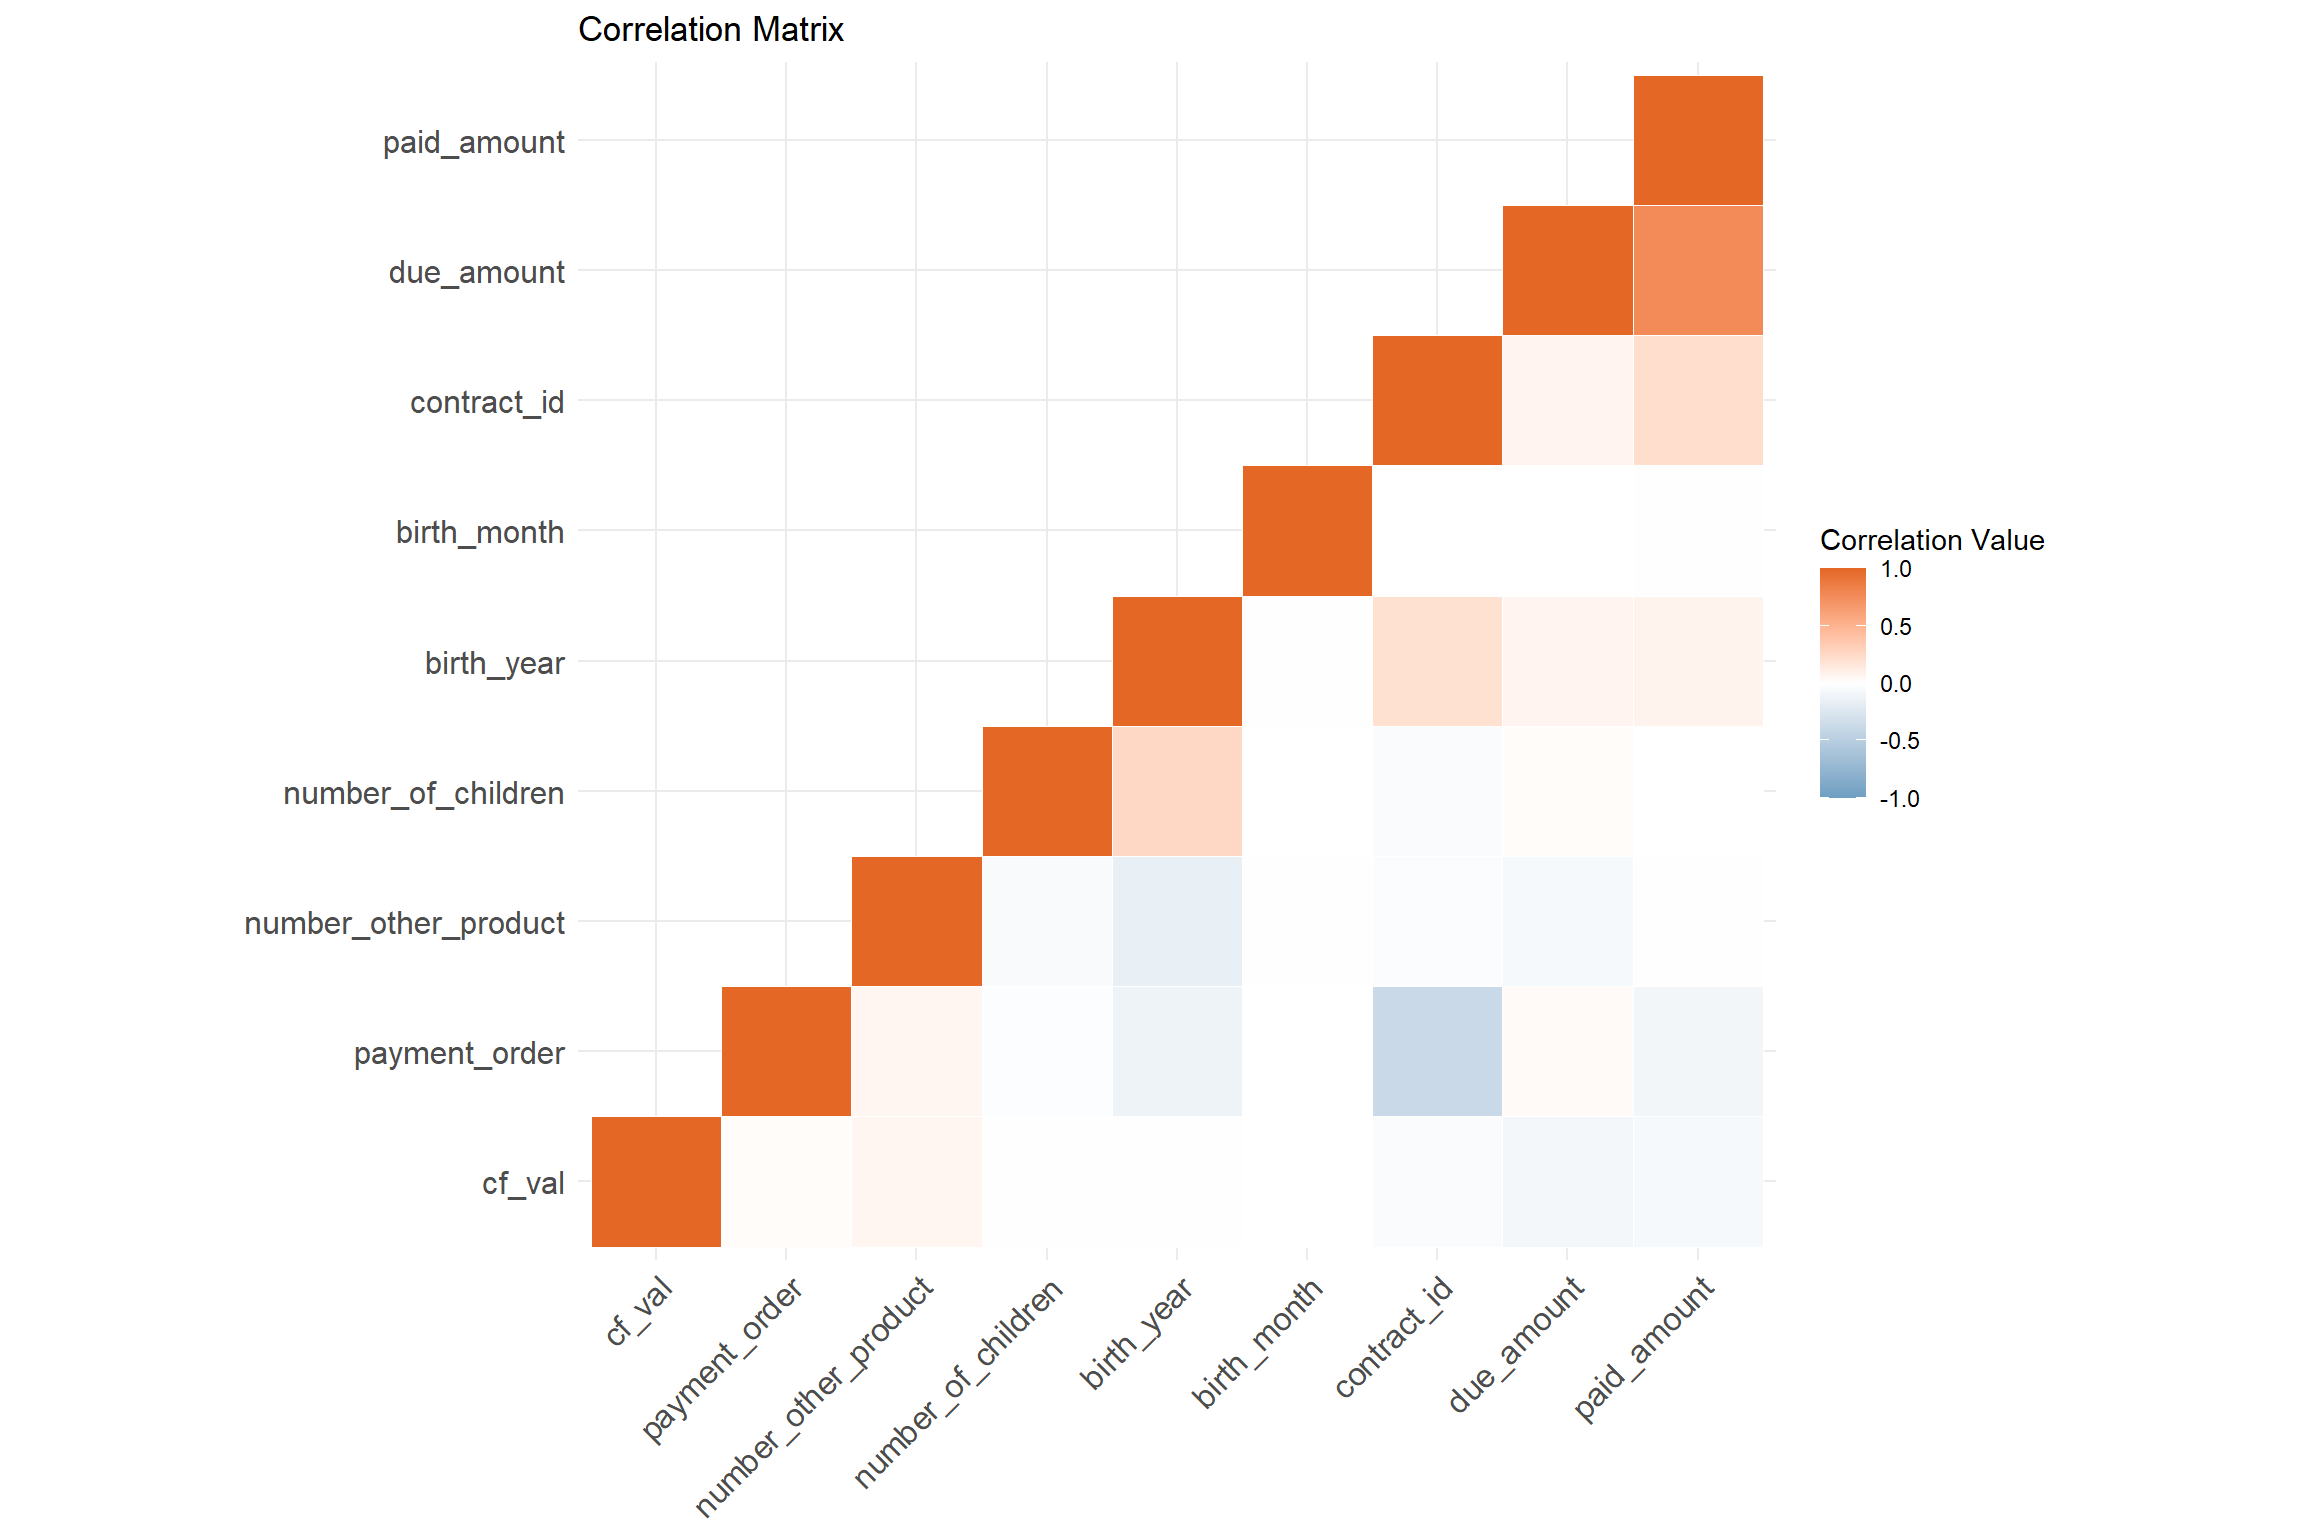 Correlation Matrix
paid_amount
due_amount
contract_id
birth_month
birth_year
number_of_children
number_other_product
payment_order
cf_val
cf_val
payment_order
number_other_product
number_of_children
birth_year
birth_month
contract_id
due_amount
paid_amount
Correlation Value
1.0
0.5
0.0
-0.5
-1.0